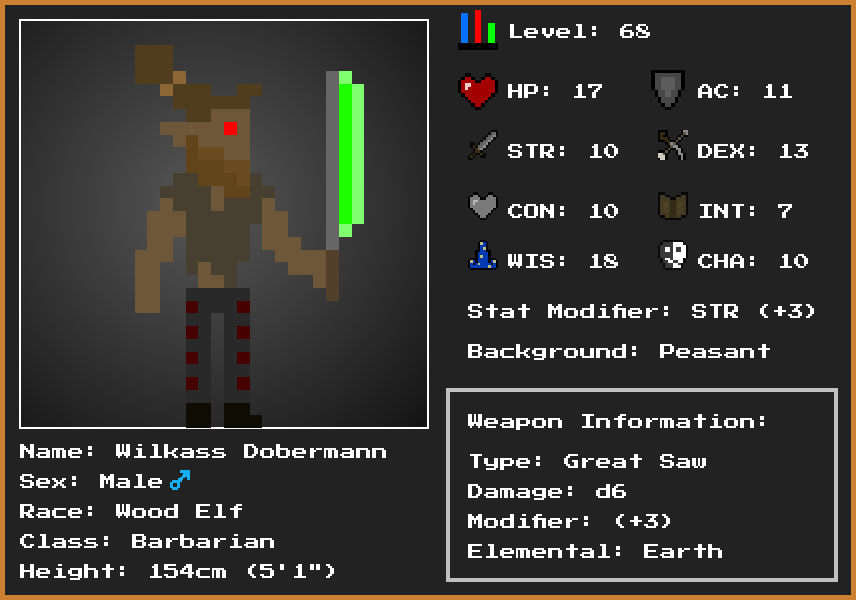 Level: 68
HP: 17
AC: 11
STR: 10
DEX: 13
CON: 10
INT: 7
WIS: 18
CHA: 10
Stat Modifier: STR (+3)
Background: Peasant
Weapon Information:
Type: Great Saw
Damage: d6
Modifier: (+3)
Elemental: Earth
Name: Wilkass Dobermann
Sex: Male ♂
Race: Wood Elf
Class: Barbarian
Height: 154cm (5'1")